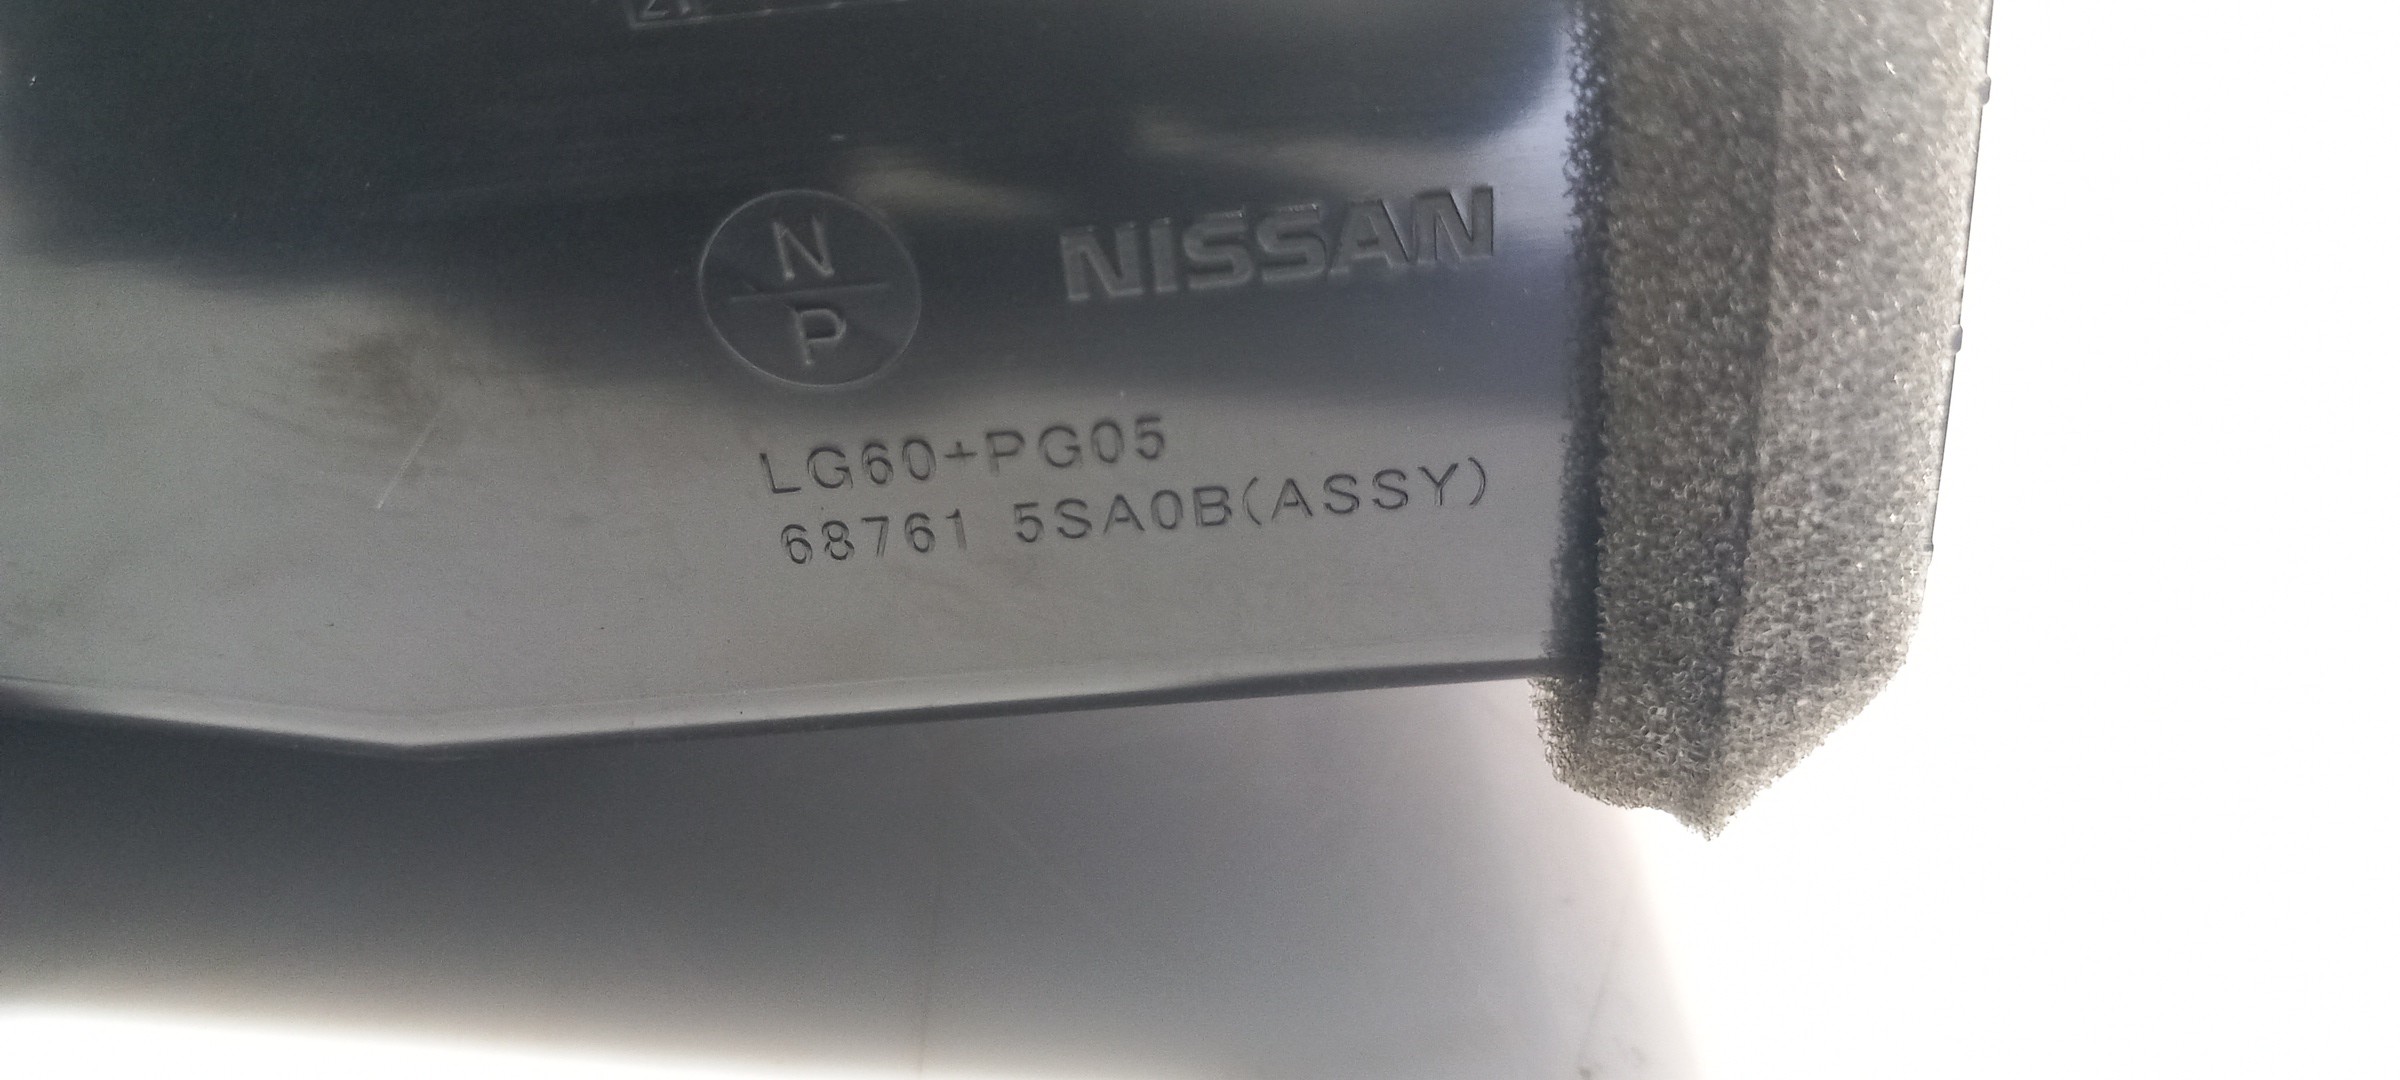 N
P
NISSAN
LG60+PG05
68761 5SA0B(ASSY)